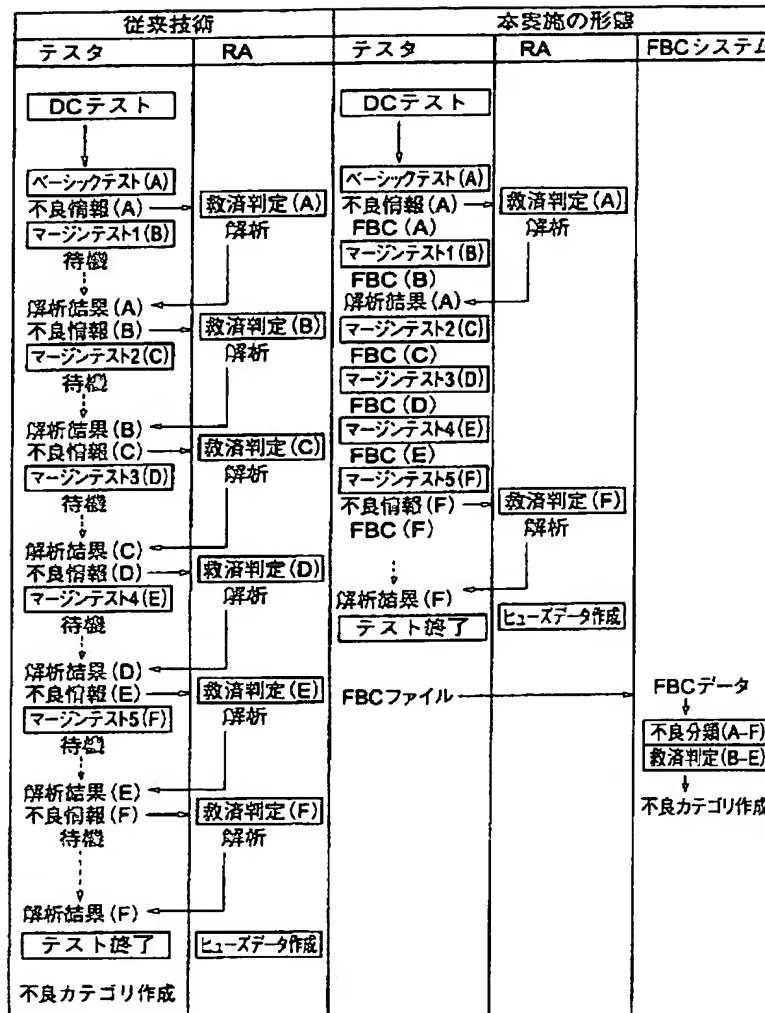 従来技術
本実施の形態
テスタ
RA
テスタ
RA
FBCシステム
DCテスト
ベーシックテスト(A)
不良情報(A)
マージンテスト1(B)
待機
解析結果(A)
不良情報(B)
マージンテスト2(C)
待機
解析結果(B)
不良情報(C)
マージンテスト3(D)
待機
解析結果(C)
不良情報(D)
マージンテスト4(E)
待機
解析結果(D)
不良情報(E)
マージンテスト5(F)
待機
解析結果(E)
不良情報(F)
待機
解析結果(F)
テスト終了
不良カテゴリ作成
救済判定(A)
解析
救済判定(B)
解析
救済判定(C)
解析
救済判定(D)
解析
救済判定(E)
解析
救済判定(F)
解析
ヒューズデータ作成
DCテスト
ベーシックテスト(A)
不良情報(A)
FBC(A)
マージンテスト1(B)
FBC(B)
解析結果(A)
マージンテスト2(C)
FBC(C)
マージンテスト3(D)
FBC(D)
マージンテスト4(E)
FBC(E)
マージンテスト5(F)
不良情報(F)
FBC(F)
解析結果(F)
テスト終了
FBCファイル
救済判定(A)
解析
救済判定(F)
解析
ヒューズデータ作成
FBCデータ
不良分類(A-F)
救済判定(B-E)
不良カテゴリ作成